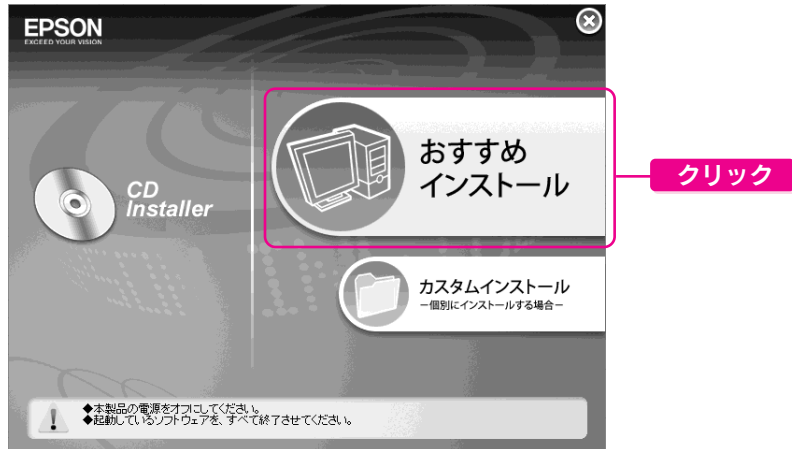 EPSON
EXCEED YOUR VISION
おすすめ
インストール
クリック
CD
Installer
カスタムインストール
－個別にインストールする場合－
◆本製品の電源をオフにしてください。
◆起動しているソフトウェアを、すべて終了させてください。